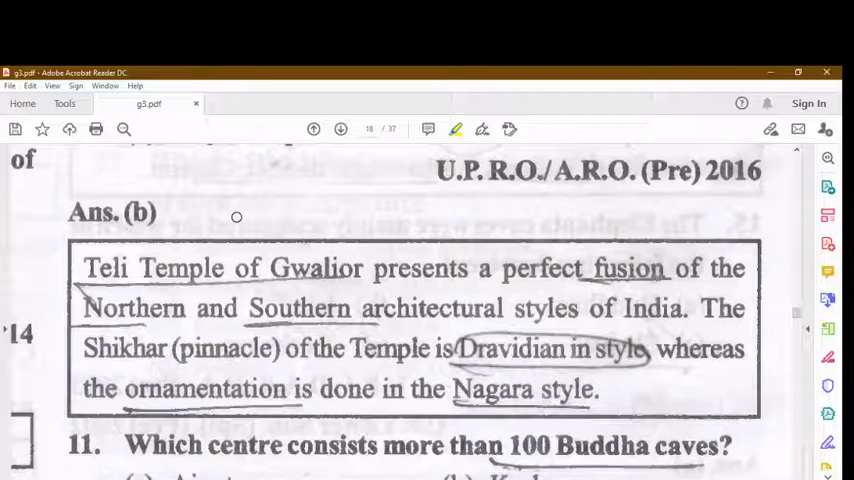 g3.pdf - Adobe Acrobat Reader DC
File Edit View Sign Window Help
Home Tools g3.pdf × Sign In
18 / 37
of
U.P. R.O./A.R.O. (Pre) 2016
Ans. (b)
Teli Temple of Gwalior presents a perfect fusion of the
Northern and Southern architectural styles of India. The
14
Shikhar (pinnacle) of the Temple is Dravidian in style, whereas
the ornamentation is done in the Nagara style.
11. Which centre consists more than 100 Buddha caves?